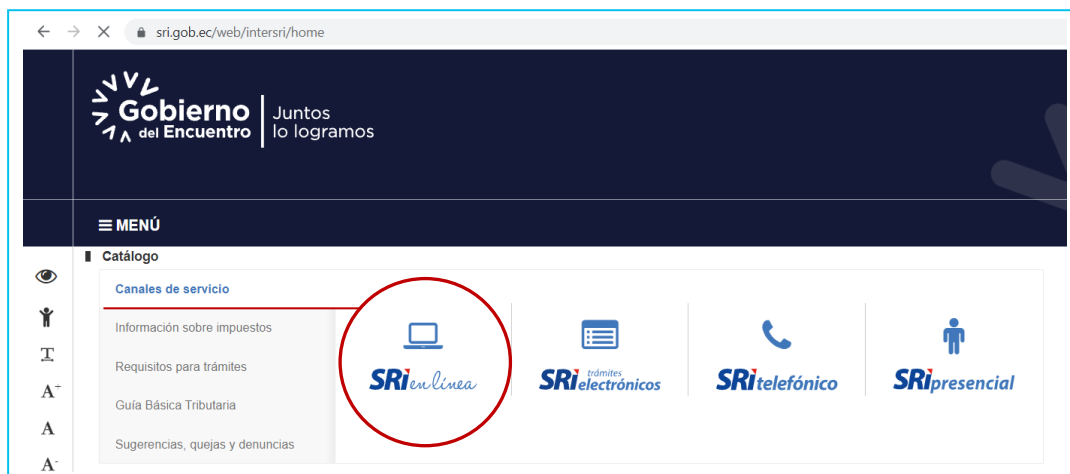 sri.gob.ec/web/intersri/home
Gobierno
del Encuentro
Juntos
lo logramos
MENÚ
Catálogo
Canales de servicio
Información sobre impuestos
Requisitos para trámites
Guía Básica Tributaria
Sugerencias, quejas y denuncias
SRi en línea
SRi trámites electrónicos
SRi telefónico
SRi presencial
T
A+
A
A-